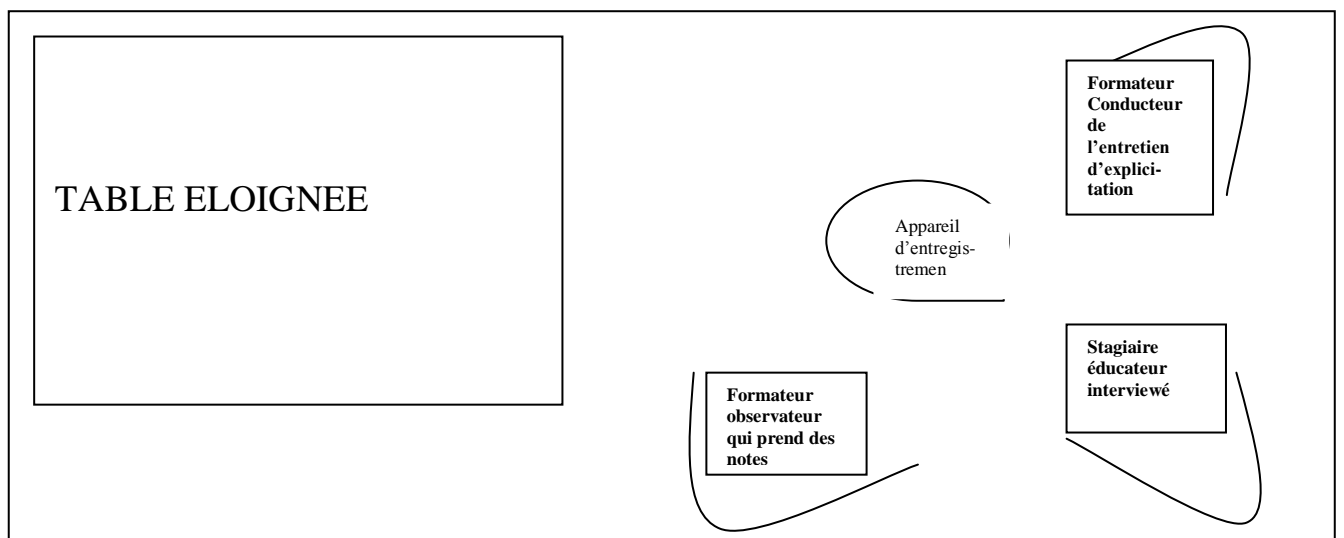 TABLE ELOIGNEE
Formateur
Conducteur
de
l’entretien
d’explici-
tation
Appareil
d’entregis-
tremen
Stagiaire
éducateur
interviewé
Formateur
observateur
qui prend des
notes